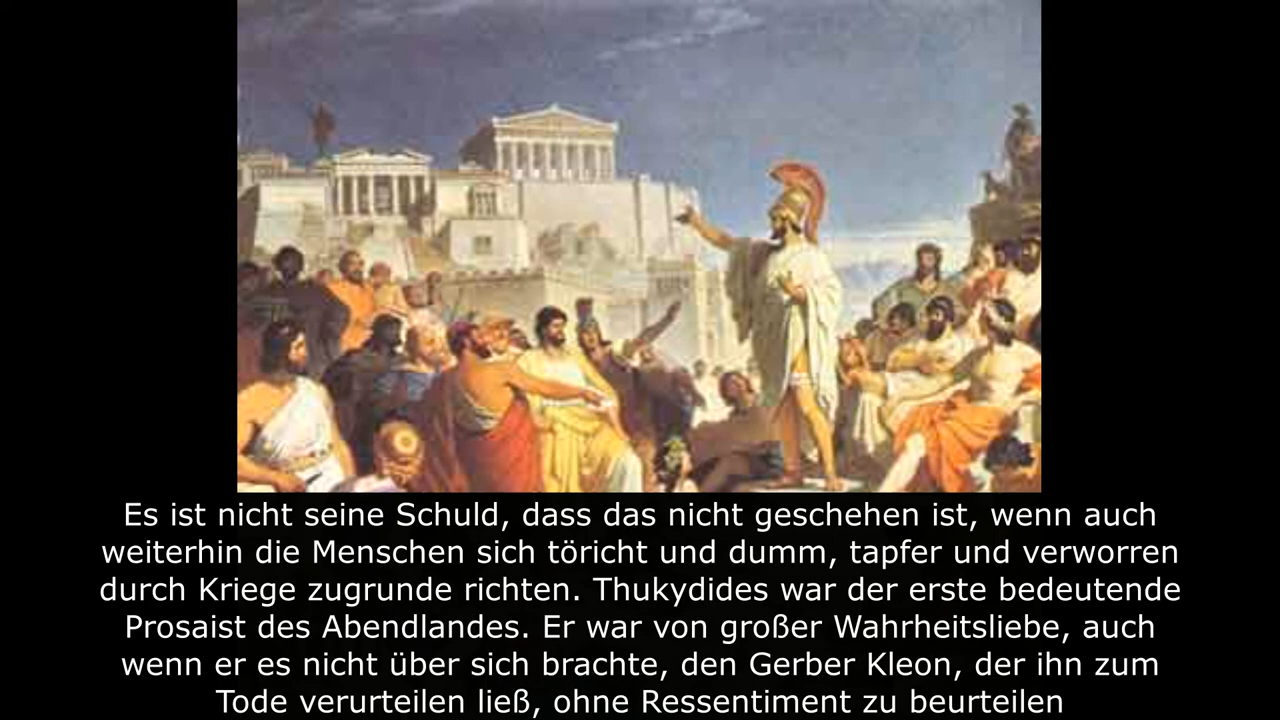 Es ist nicht seine Schuld, dass das nicht geschehen ist, wenn auch
weiterhin die Menschen sich töricht und dumm, tapfer und verworren
durch Kriege zugrunde richten. Thukydides war der erste bedeutende
Prosaist des Abendlandes. Er war von großer Wahrheitsliebe, auch
wenn er es nicht über sich brachte, den Gerber Kleon, der ihn zum
Tode verurteilen ließ, ohne Ressentiment zu beurteilen